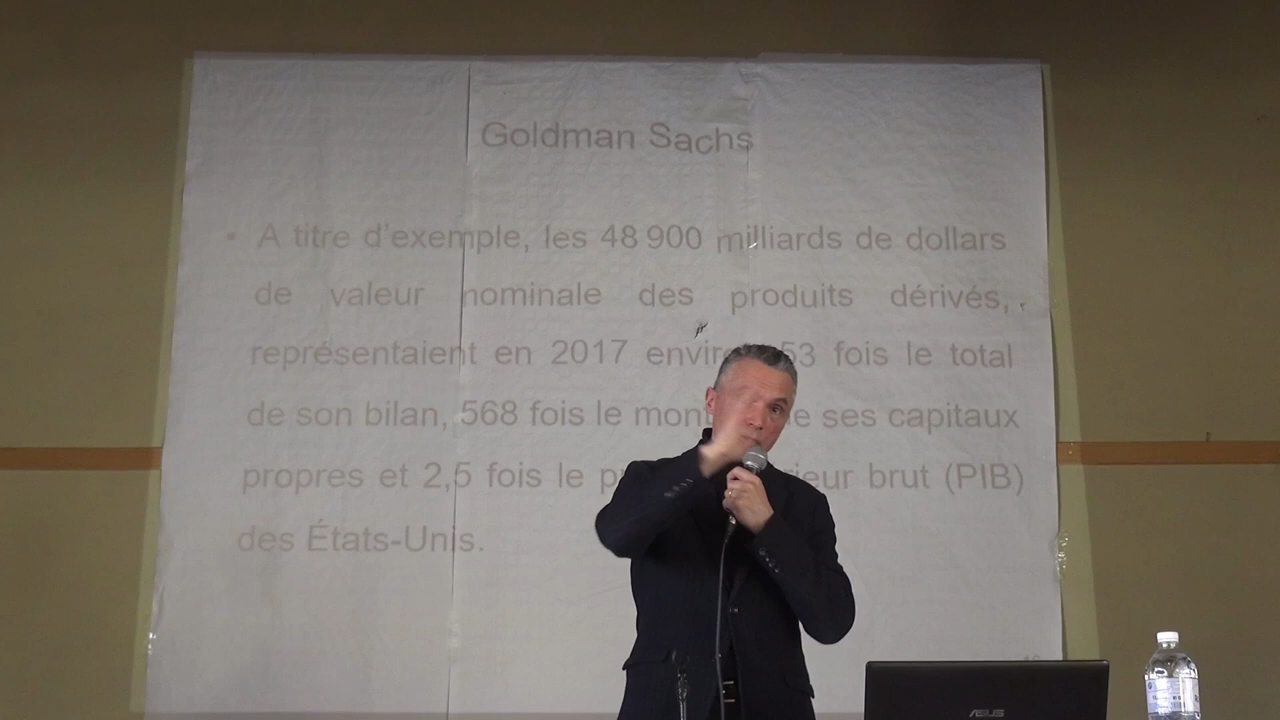 Goldman Sachs
• A titre d'exemple, les 48 900 milliards de dollars
de valeur nominale des produits dérivés,
représentaient en 2017 53 fois le total
de son bilan, 568 fois le ses capitaux
propres et 2,5 fois le brut (PIB)
des États-Unis.
ASUS